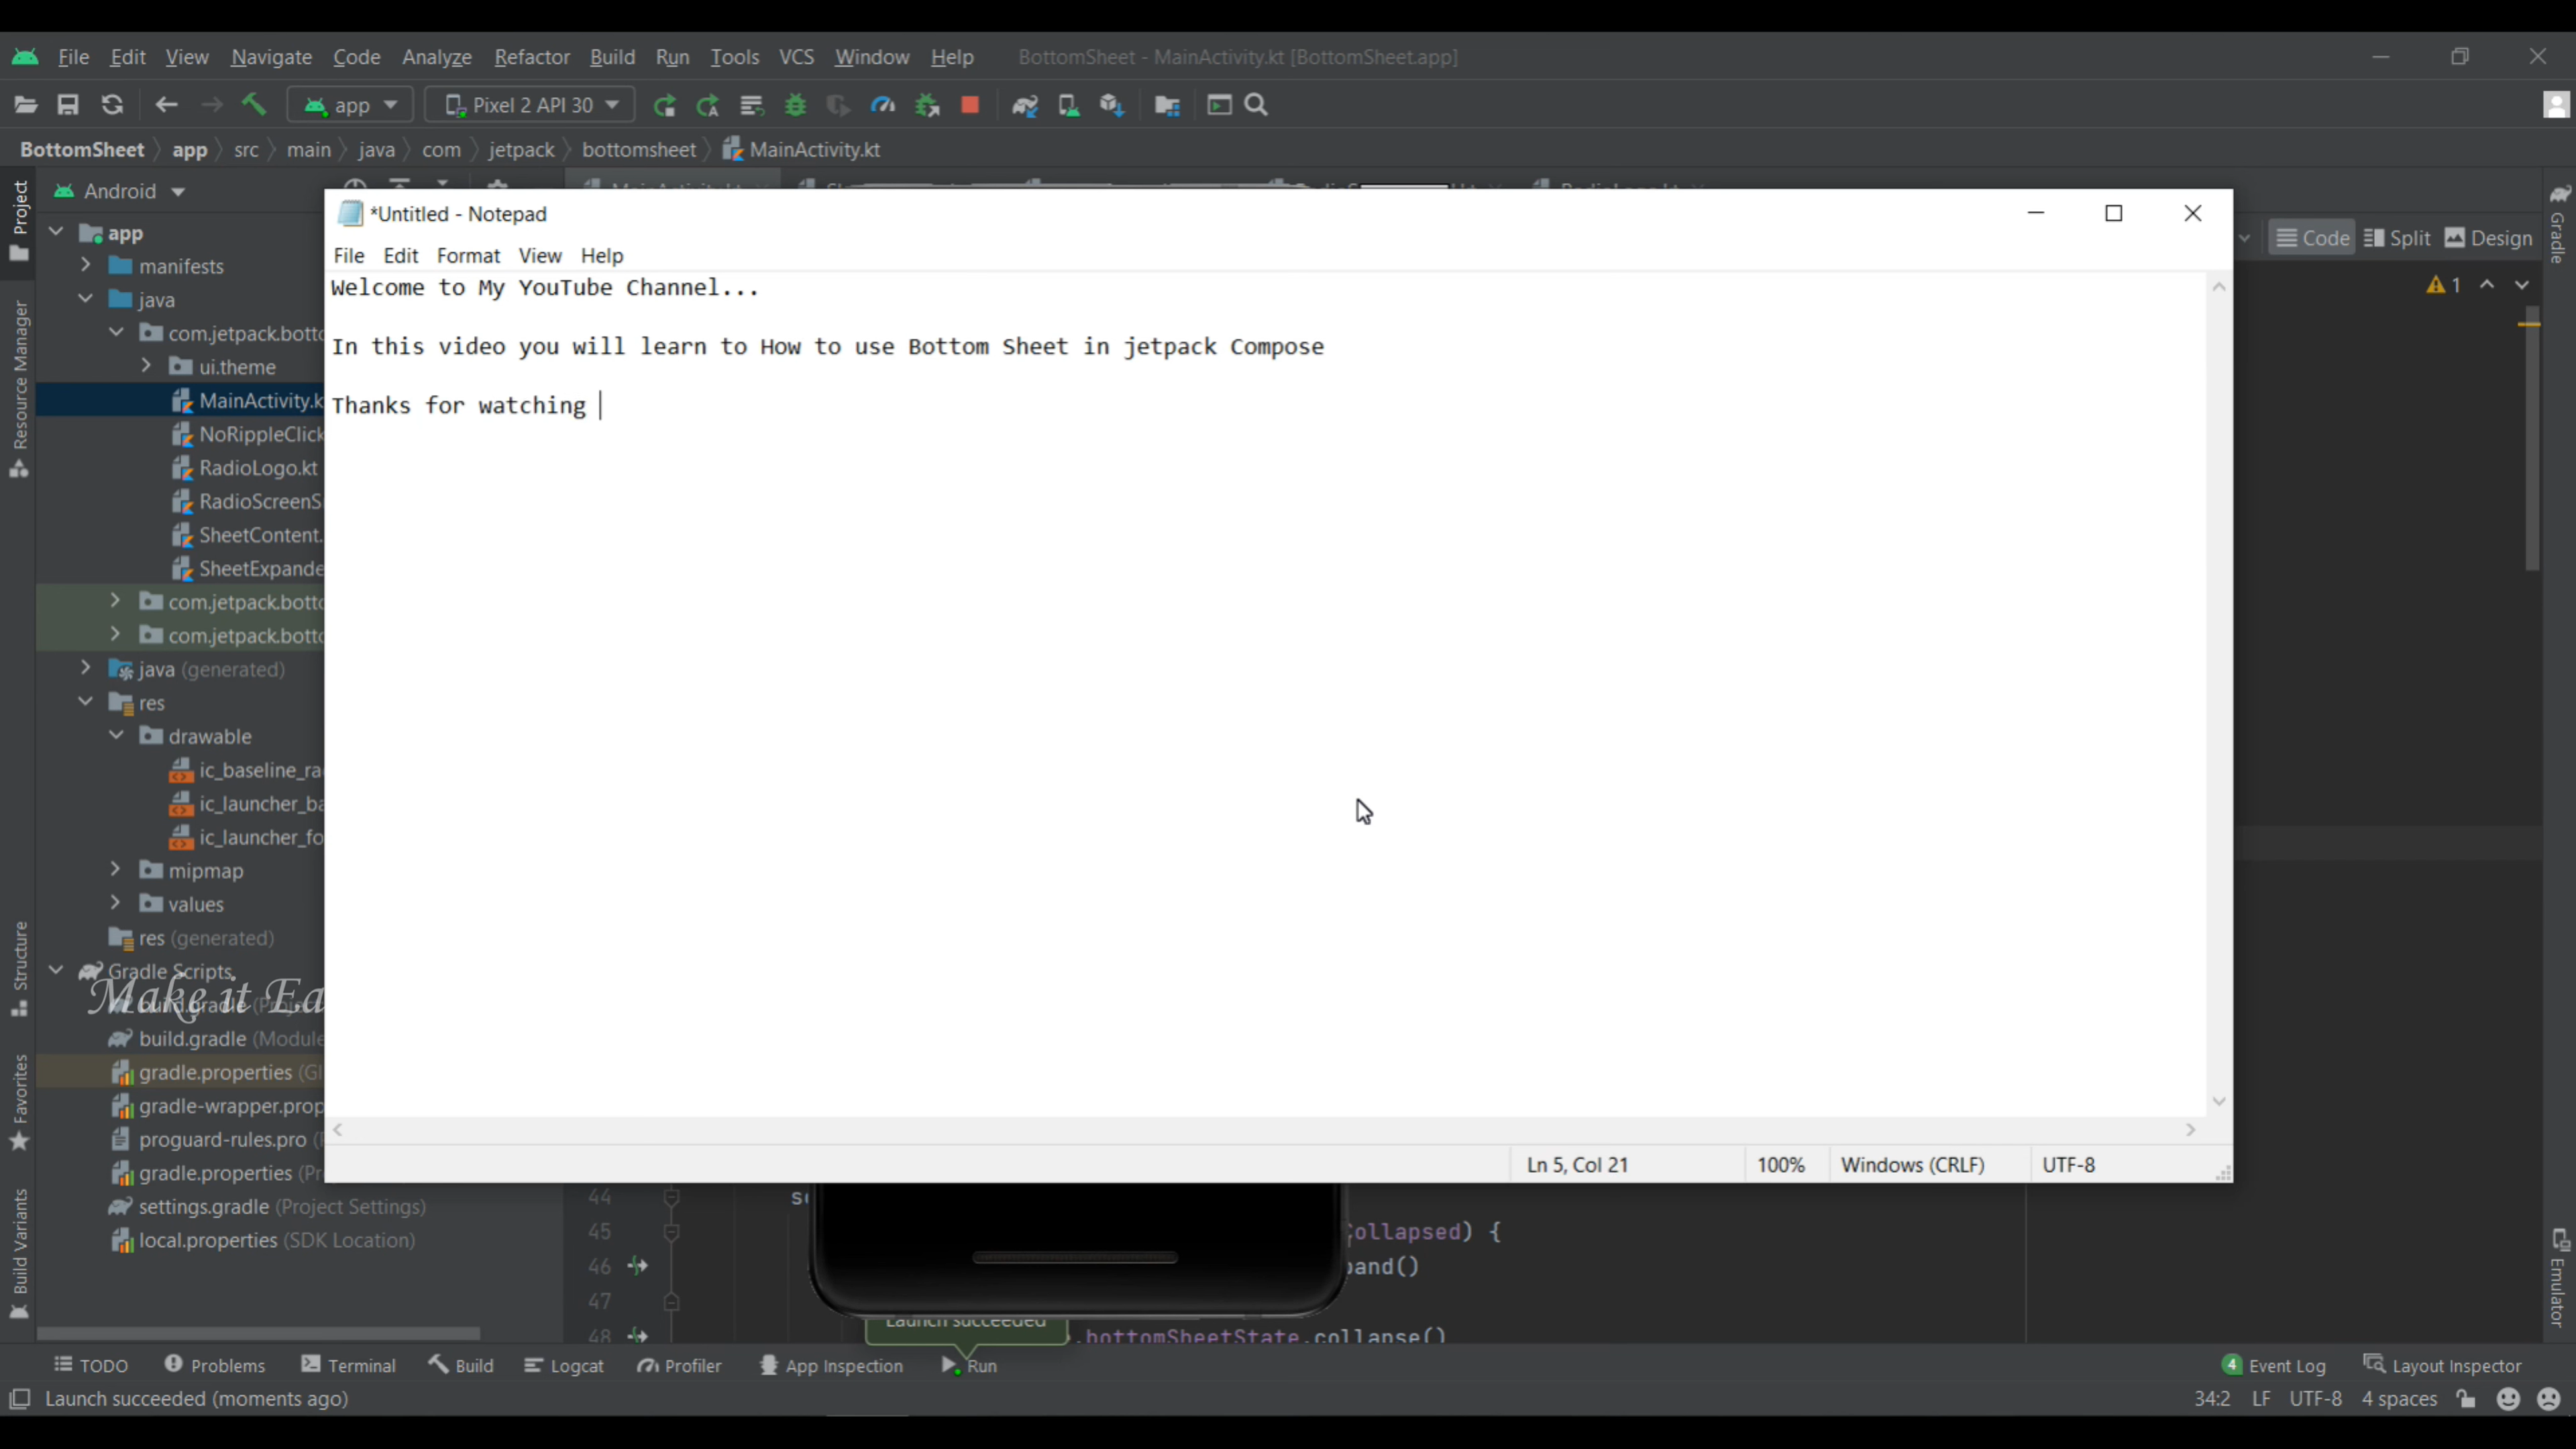 File Edit View Navigate Code Analyze Refactor Build Run Tools VCS Window Help BottomSheet - MainActivity.kt [BottomSheet.app]
app Pixel 2 API 30
BottomSheet app src main java com jetpack bottomsheet MainActivity.kt
Project
Android
*Untitled - Notepad
File Edit Format View Help
Welcome to My YouTube Channel...
In this video you will learn to How to use Bottom Sheet in jetpack Compose
Thanks for watching
Ln 5, Col 21 100% Windows (CRLF) UTF-8
Code Split Design
1
Gradle
Emulator
app
manifests
java
com.jetpack.botto
ui.theme
MainActivity.k
NoRippleClick
RadioLogo.kt
RadioScreenS
SheetContent.
SheetExpande
com.jetpack.botto
com.jetpack.botto
java (generated)
res
drawable
ic_baseline_ra
ic_launcher_ba
ic_launcher_fo
mipmap
values
res (generated)
Gradle Scripts
Make it Ea
build.gradle (Project
build.gradle (Module
gradle.properties (Gl
gradle-wrapper.prop
proguard-rules.pro (
gradle.properties (Pr
settings.gradle (Project Settings)
local.properties (SDK Location)
Resource Manager
Structure
Favorites
Build Variants
44
45 Collapsed) {
46 pand()
47
48 .bottomSheetState.collapse()
Launch succeeded
TODO Problems Terminal Build Logcat Profiler App Inspection Run 4 Event Log Layout Inspector
Launch succeeded (moments ago) 34:2 LF UTF-8 4 spaces